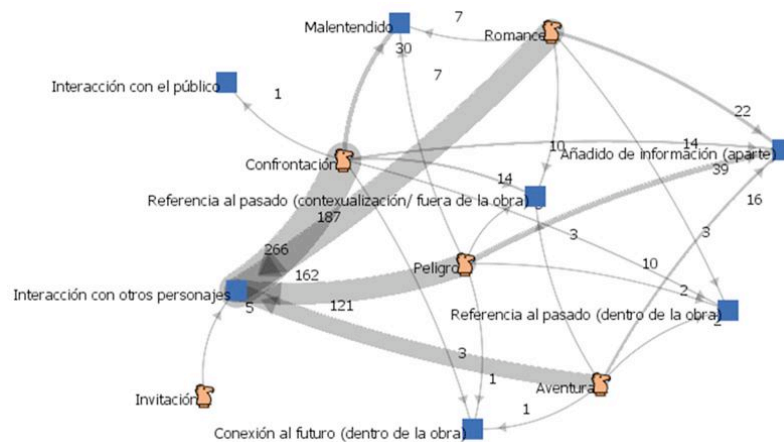 7
Malentendido
Romance
30
7
Interacción con el público
1
22
10
14
Confrontación
Añadido de información (aparte)
39
14
Referencia al pasado (contexualización/ fuera de la obra)
16
187
3
3
266
Peligro
10
162
Interacción con otros personajes
2
5
121
Referencia al pasado (dentro de la obra)
2
3
1
Aventura
Invitación
1
Conexión al futuro (dentro de la obra)